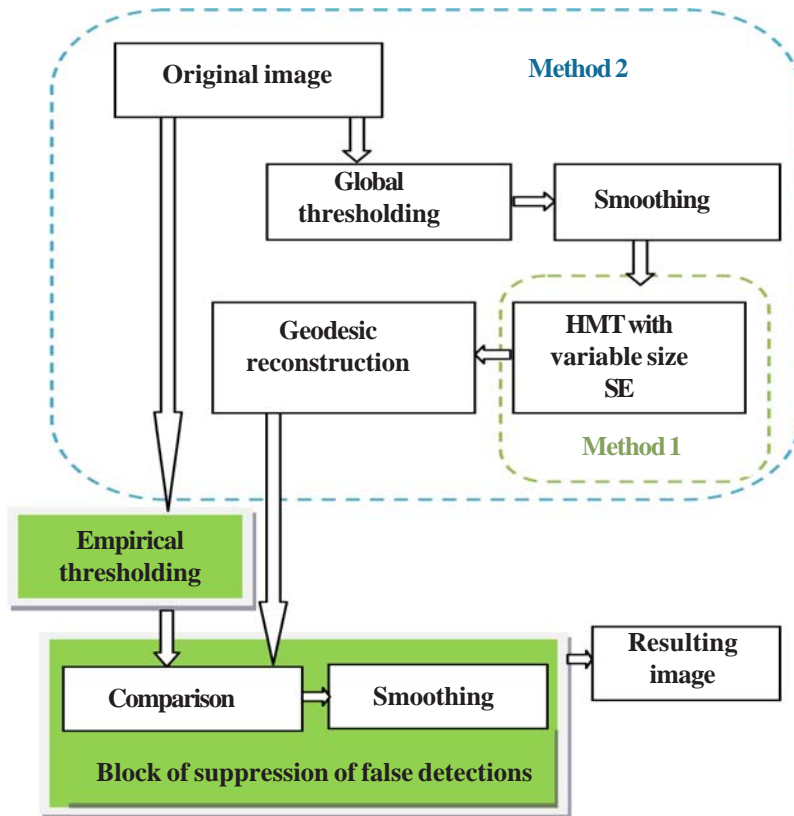 Original image
Method 2
Global
thresholding
Smoothing
Geodesic
reconstruction
HMT with
variable size
SE
Method 1
Empirical
thresholding
Comparison
Smoothing
Resulting
image
Block of suppression of false detections